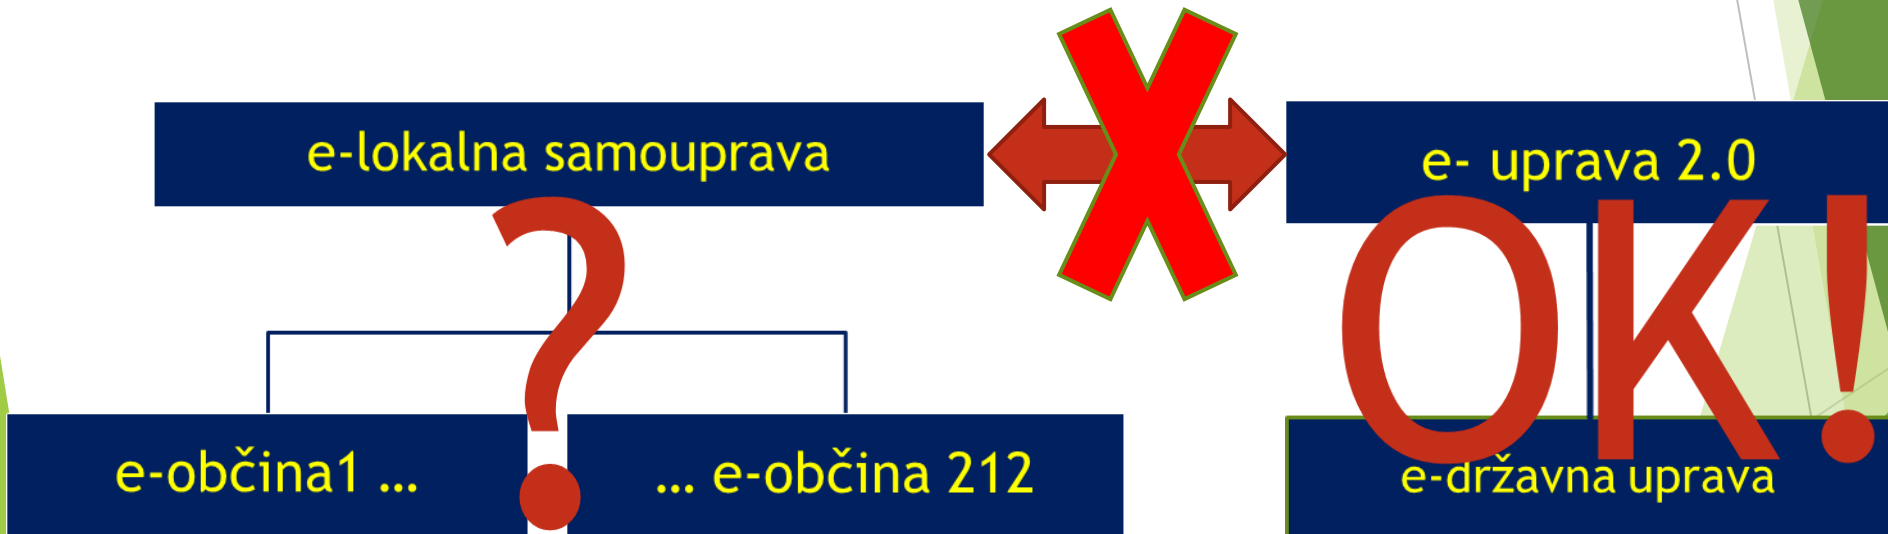 e-lokalna samouprava
e- uprava 2.0
?
OK!
e-občina1 ...
... e-občina 212
e-državna uprava